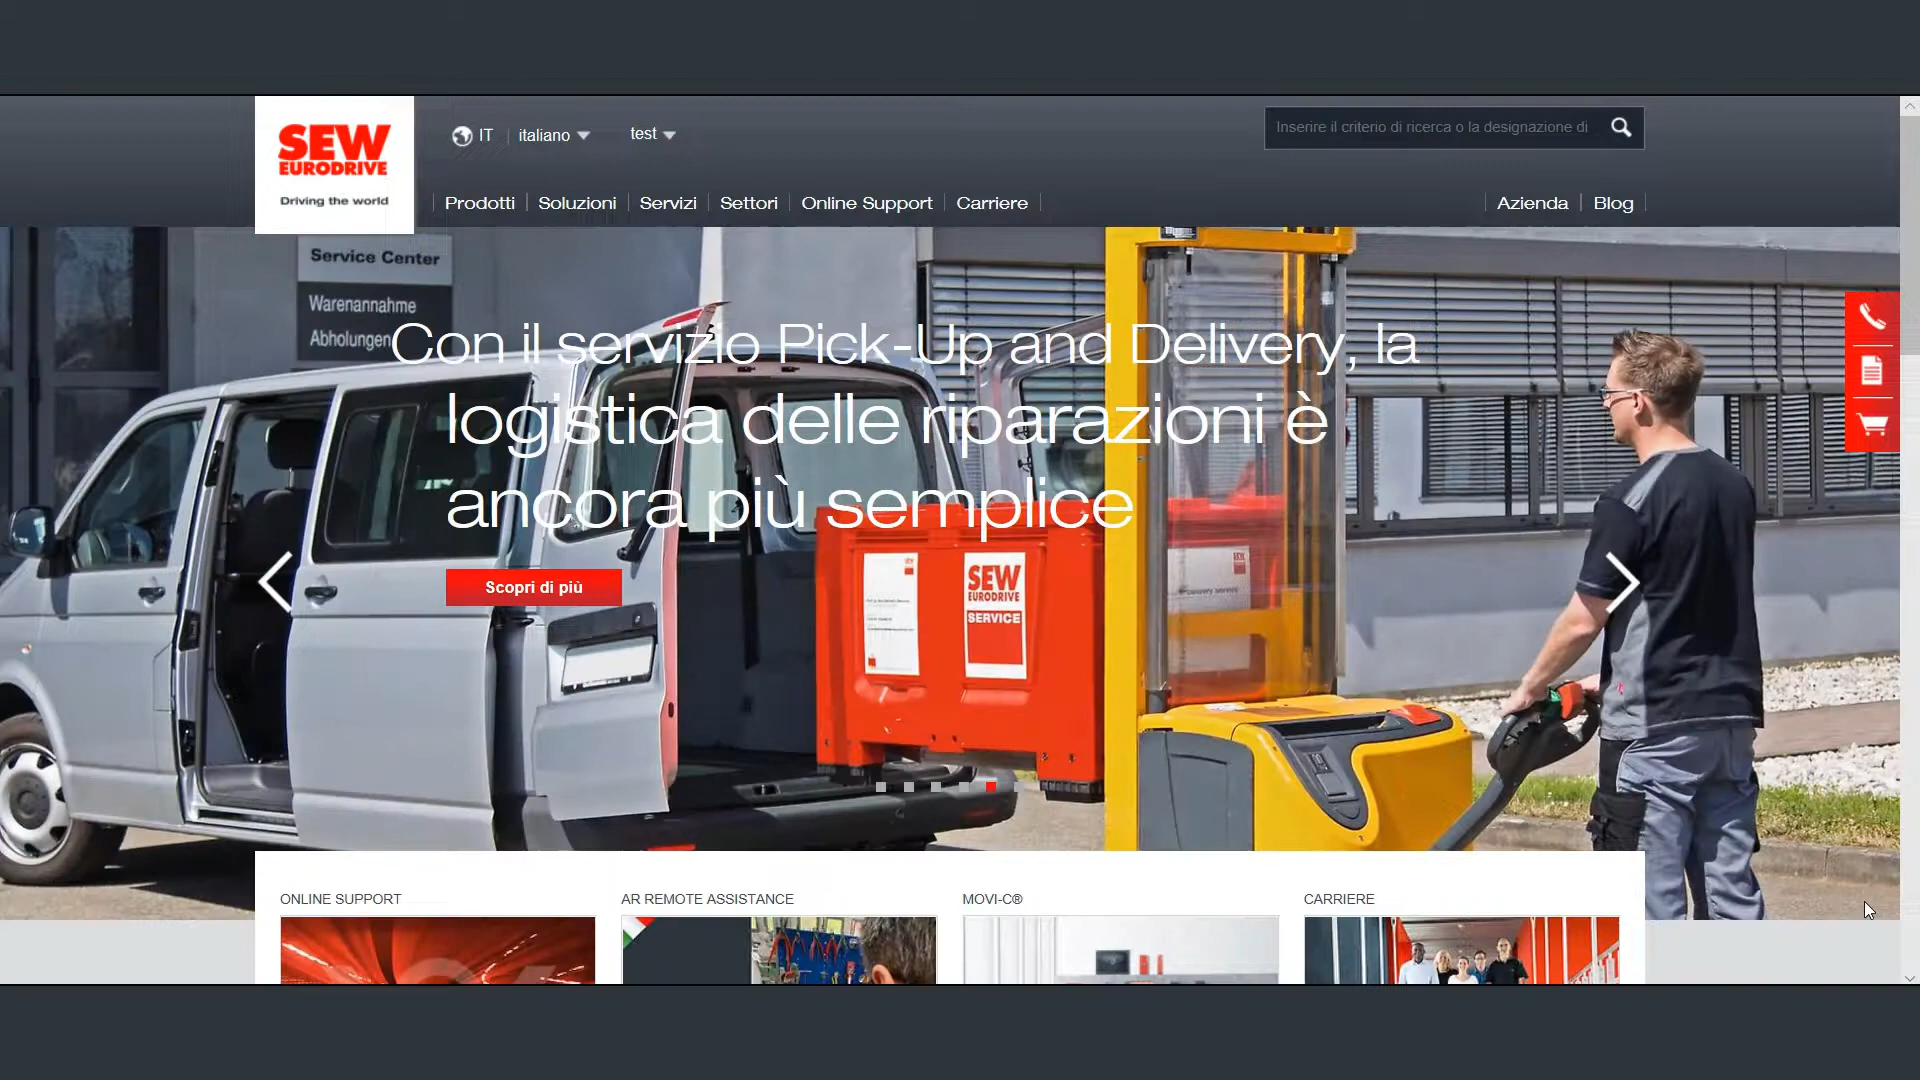 SEW
EURODRIVE
Driving the world
IT
italiano
test
Inserire il criterio di ricerca o la designazione di
Prodotti
Soluzioni
Servizi
Settori
Online Support
Carriere
Azienda
Blog
Service Center
Warenannahme
Abholungen
Con il servizio Pick-Up and Delivery, la
logistica delle riparazioni è
ancora più semplice
Scopri di più
SEW
EURODRIVE
SERVICE
ONLINE SUPPORT
AR REMOTE ASSISTANCE
MOVI-C®
CARRIERE